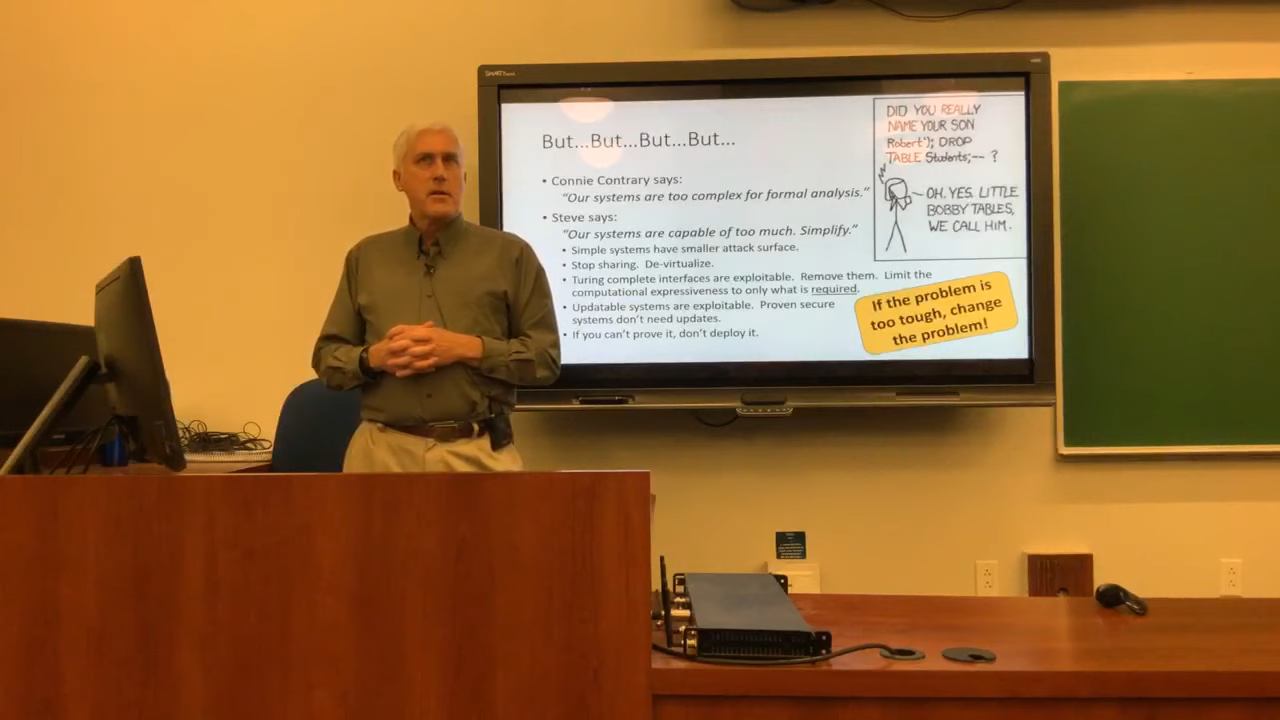 SMART
But...But...But...But...
• Connie Contrary says:
"Our systems are too complex for formal analysis."
• Steve says:
"Our systems are capable of too much. Simplify."
• Simple systems have smaller attack surface.
• Stop sharing. De-virtualize.
• Turing complete interfaces are exploitable. Remove them. Limit the
computational expressiveness to only what is required.
• Updatable systems are exploitable. Proven secure
systems don't need updates.
• If you can't prove it, don't deploy it.
DID YOU REALLY
NAME YOUR SON
Robert'); DROP
TABLE Students;-- ?
OH. YES. LITTLE
BOBBY TABLES,
WE CALL HIM.
If the problem is
too tough, change
the problem!